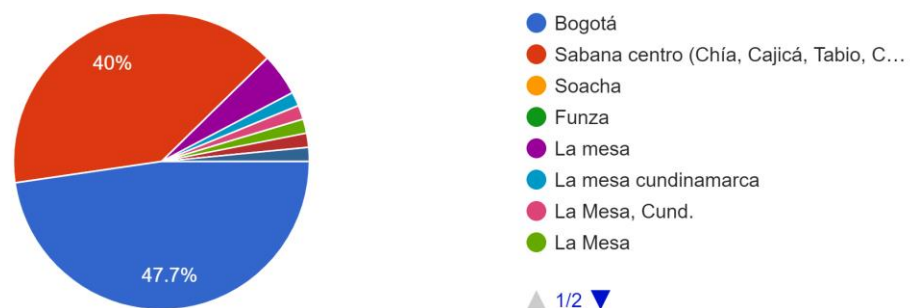 40%
47.7%
Bogotá
Sabana centro (Chía, Cajicá, Tabio, C…
Soacha
Funza
La mesa
La mesa cundinamarca
La Mesa, Cund.
La Mesa
1/2